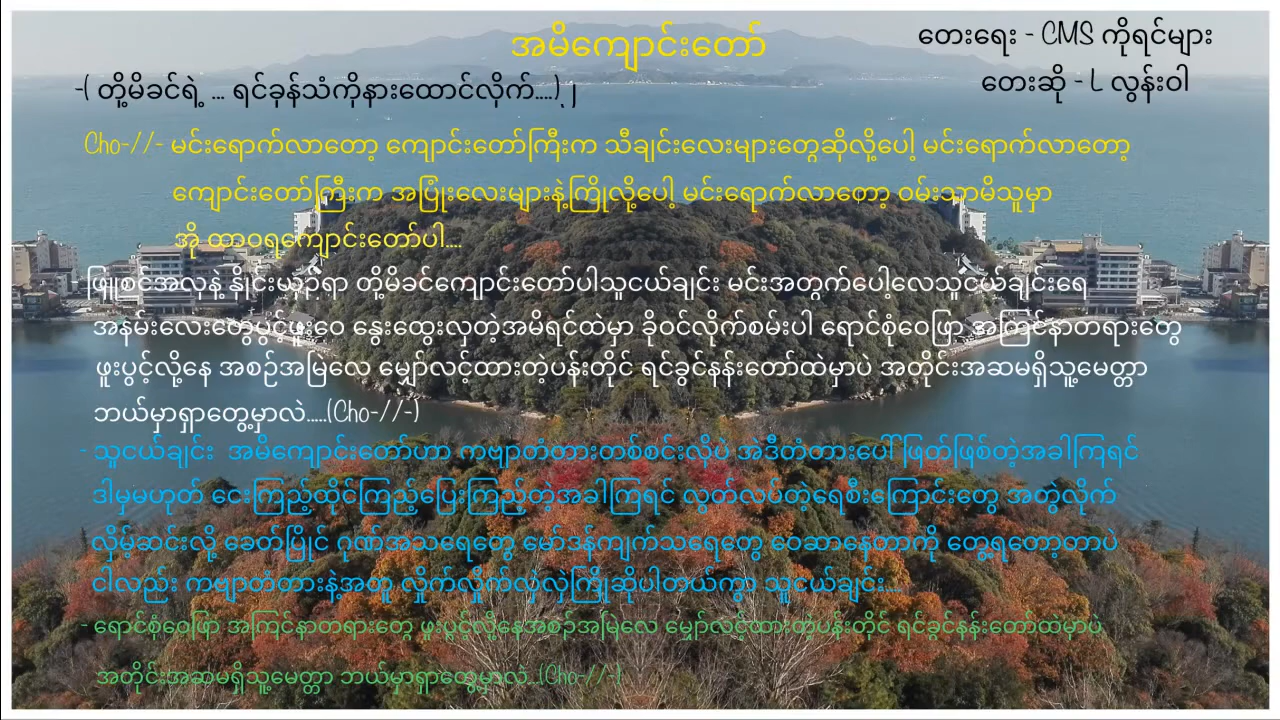 အမိကျောင်းတော်
တေးရေး - CMS ကိုရင်များ
တေးဆို - L လွန်းဝါ
-( တို့မိခင်ရဲ့ ... ရင်ခုန်သံကိုနားထောင်လိုက်....)၂
Cho-//- မင်းရောက်လာတော့ ကျောင်းတော်ကြီးက သီချင်းလေးများတွေဆိုလို့ပေါ့ မင်းရောက်လာတော့
ကျောင်းတော်ကြီးက အပြုံးလေးများနဲ့ကြိုလို့ပေါ့ မင်းရောက်လာတော့ ဝမ်းသာမိသူမှာ
အို ထာဝရကျောင်းတော်ပါ....
ဖြူစင်အလှနဲ့ နှိုင်းယှဉ်ရာ တို့မိခင်ကျောင်းတော်ပါသူငယ်ချင်း မင်းအတွက်ပေါ့လေသူငယ်ချင်းရေ
အနမ်းလေးတွေပွင့်ဖူးဝေ နွေးထွေးလှတဲ့အမိရင်ထဲမှာ ခိုဝင်လိုက်စမ်းပါ ရောင်စုံဝေဖြာ အကြင်နာတရားတွေ
ဖူးပွင့်လို့နေ အစဉ်အမြဲလေ မျှော်လင့်ထားတဲ့ပန်းတိုင် ရင်ခွင်နန်းတော်ထဲမှာပဲ အတိုင်းအဆမရှိသူ့မေတ္တာ
ဘယ်မှာရှာတွေ့မှာလဲ.....(Cho-//-)
- သူငယ်ချင်း အမိကျောင်းတော်ဟာ ကဗျာတံတားတစ်စင်းလိုပဲ အဲဒီတံတားပေါ် ဖြတ်ဖြစ်တဲ့အခါကြရင်
ဒါမှမဟုတ် ငေးကြည့်ထိုင်ကြည့်ပြေးကြည့်တဲ့အခါကြရင် လွတ်လပ်တဲ့ရေစီးကြောင်းတွေ အတွဲလိုက်
လှိမ့်ဆင်းလို့ ခေတ်ပြိုင် ဂုဏ်အသရေတွေ မော်ဒန်ကျက်သရေတွေ ဝေဆာနေတာကို တွေ့ရတော့တာပဲ
ငါလည်း ကဗျာတံတားနဲ့အတူ လှိုက်လှိုက်လှဲလှဲကြိုဆိုပါတယ်ကွာ သူငယ်ချင်း....
- ရောင်စုံဝေဖြာ အကြင်နာတရားတွေ ဖူးပွင့်လို့နေအစဉ်အမြဲလေ မျှော်လင့်ထားတဲ့ပန်းတိုင် ရင်ခွင်နန်းတော်ထဲမှာပဲ
အတိုင်းအဆမရှိသူ့မေတ္တာ ဘယ်မှာရှာတွေ့မှာလဲ...(Cho-//-)